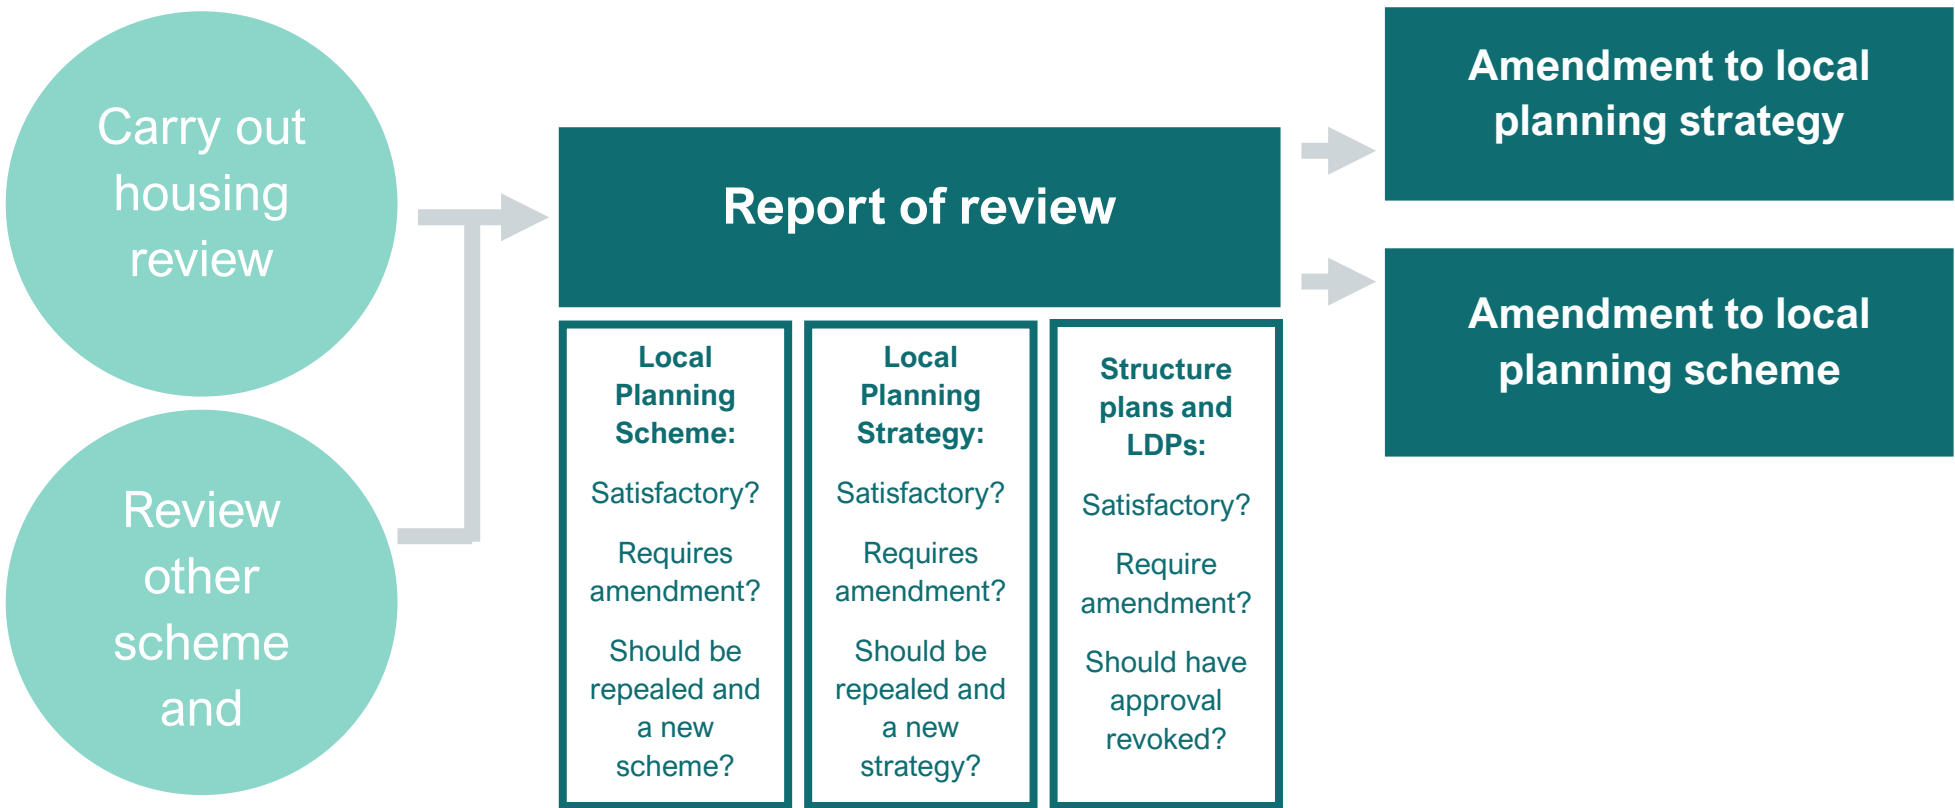 Carry out
housing
review
Review
other
scheme
and
Report of review
Local
Planning
Scheme:
Satisfactory?
Requires
amendment?
Should be
repealed and
a new
scheme?
Local
Planning
Strategy:
Satisfactory?
Requires
amendment?
Should be
repealed and
a new
strategy?
Structure
plans and
LDPs:
Satisfactory?
Require
amendment?
Should have
approval
revoked?
Amendment to local
planning strategy
Amendment to local
planning scheme